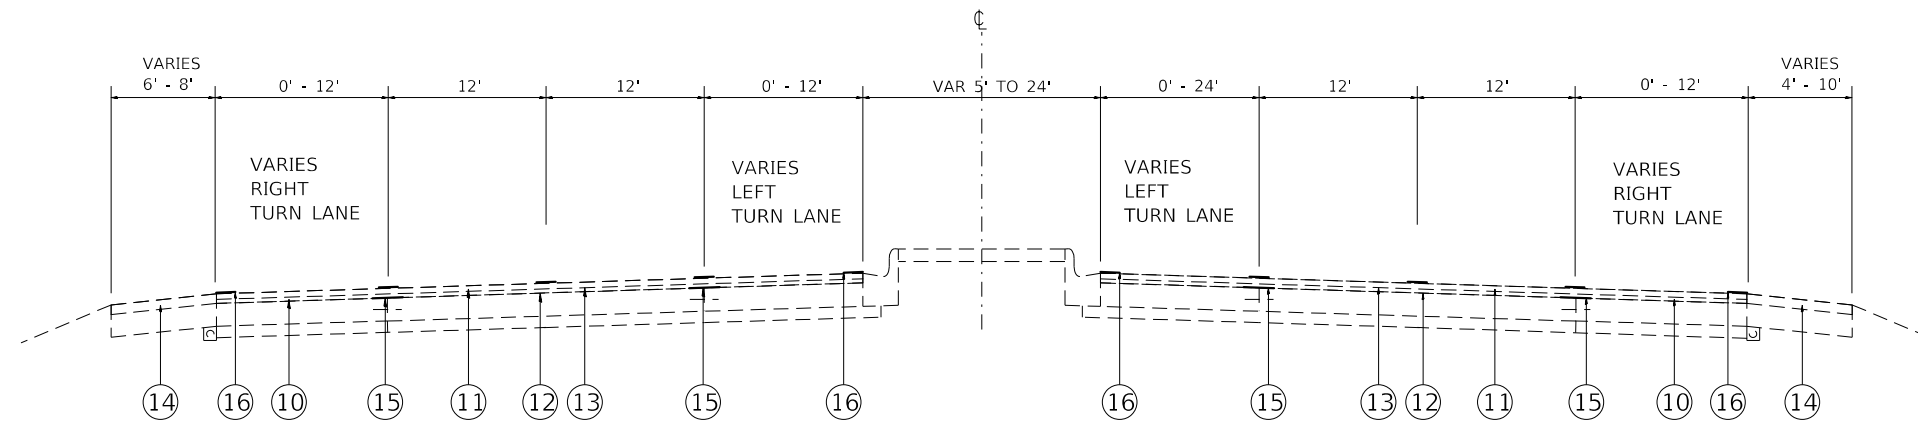 ℄
VARIES
6' - 8'
0' - 12'
12'
12'
0' - 12'
VAR 5' TO 24'
0' - 24'
12'
12'
0' - 12'
VARIES
4' - 10'
VARIES
RIGHT
TURN LANE
VARIES
LEFT
TURN LANE
VARIES
LEFT
TURN LANE
VARIES
RIGHT
TURN LANE
14
16
10
15
11
12
13
15
16
16
15
13
12
11
15
10
16
14